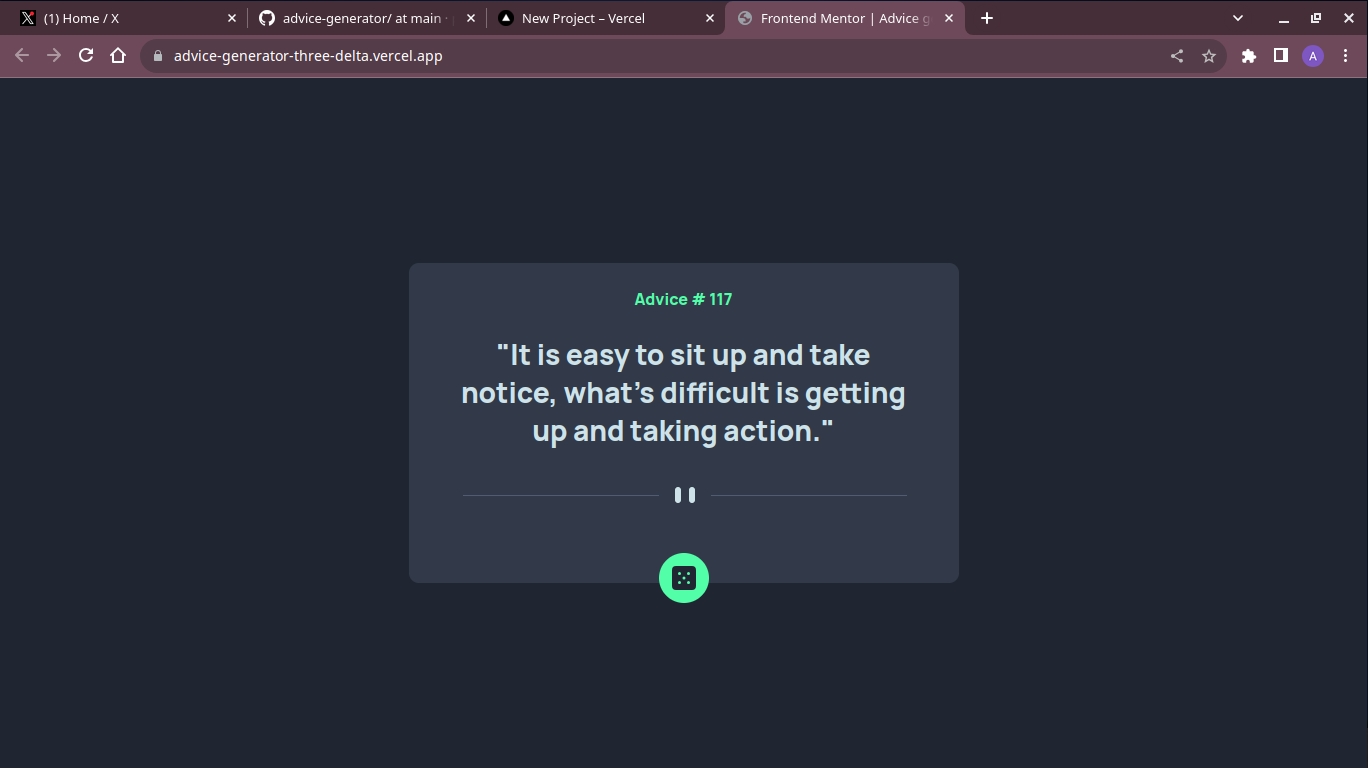 (1) Home / X
advice-generator/ at main ·
New Project – Vercel
Frontend Mentor | Advice g
advice-generator-three-delta.vercel.app
A
Advice # 117
"It is easy to sit up and take
notice, what's difficult is getting
up and taking action."